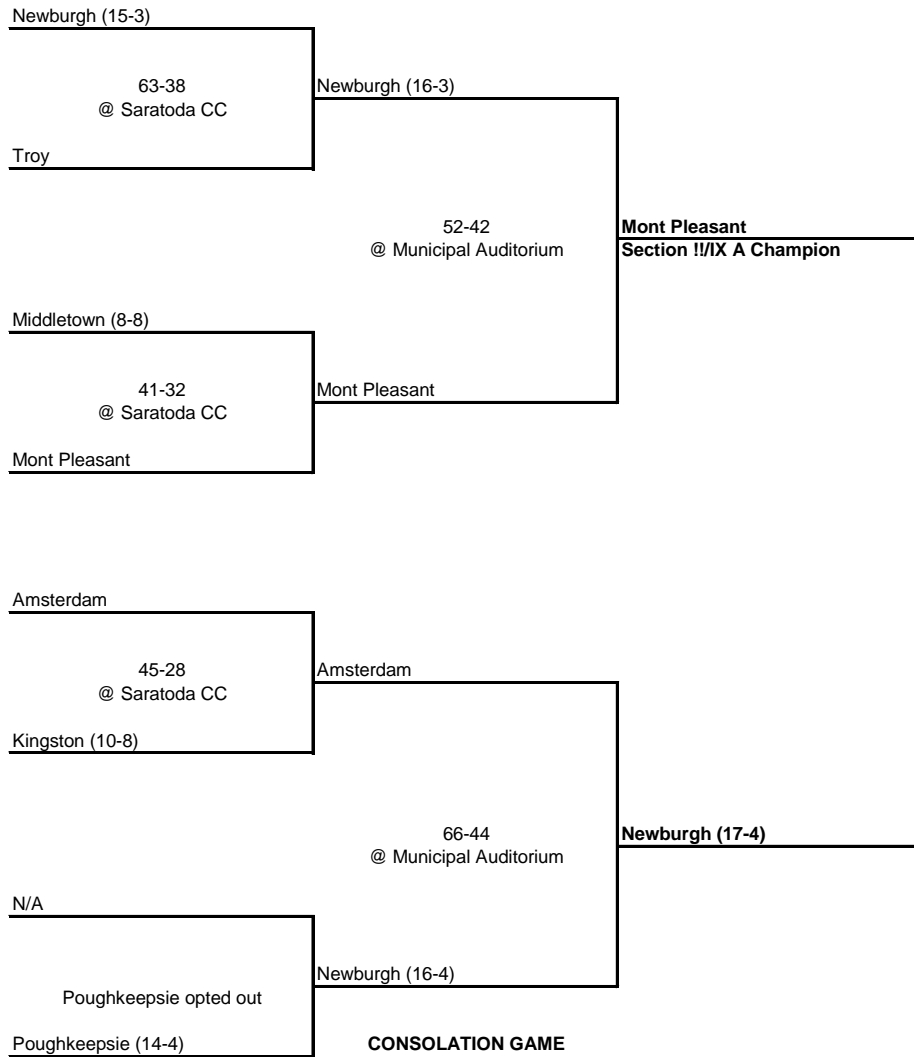 Newburgh (15-3)
63-38
@ Saratoda CC
Newburgh (16-3)
Troy
52-42
@ Municipal Auditorium
Mont Pleasant
Section !!/IX A Champion
Middletown (8-8)
41-32
@ Saratoda CC
Mont Pleasant
Mont Pleasant
Amsterdam
45-28
@ Saratoda CC
Amsterdam
Kingston (10-8)
66-44
@ Municipal Auditorium
Newburgh (17-4)
N/A
Newburgh (16-4)
Poughkeepsie opted out
Poughkeepsie (14-4)
CONSOLATION GAME